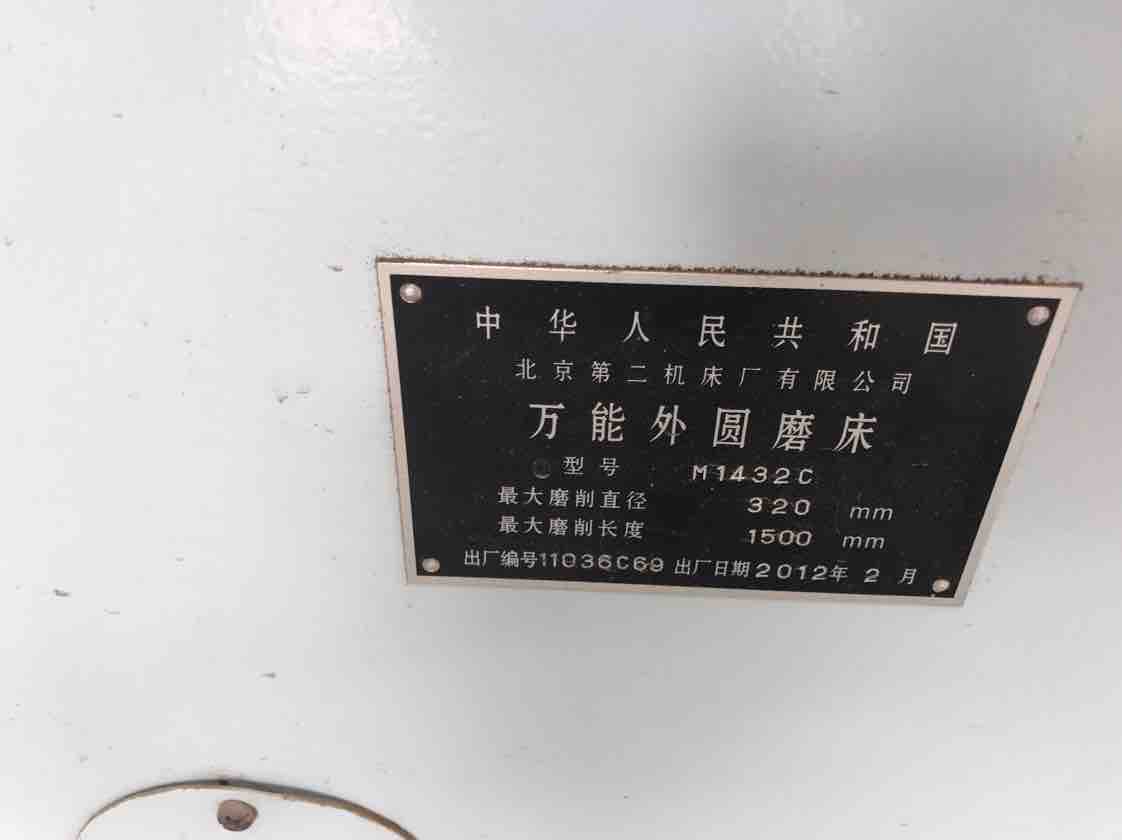 中华人民共和国
北京第二机床厂有限公司
万能外圆磨床
型号 M1432C
最大磨削直径 320 mm
最大磨削长度 1500 mm
出厂编号11036C69 出厂日期2012年2月